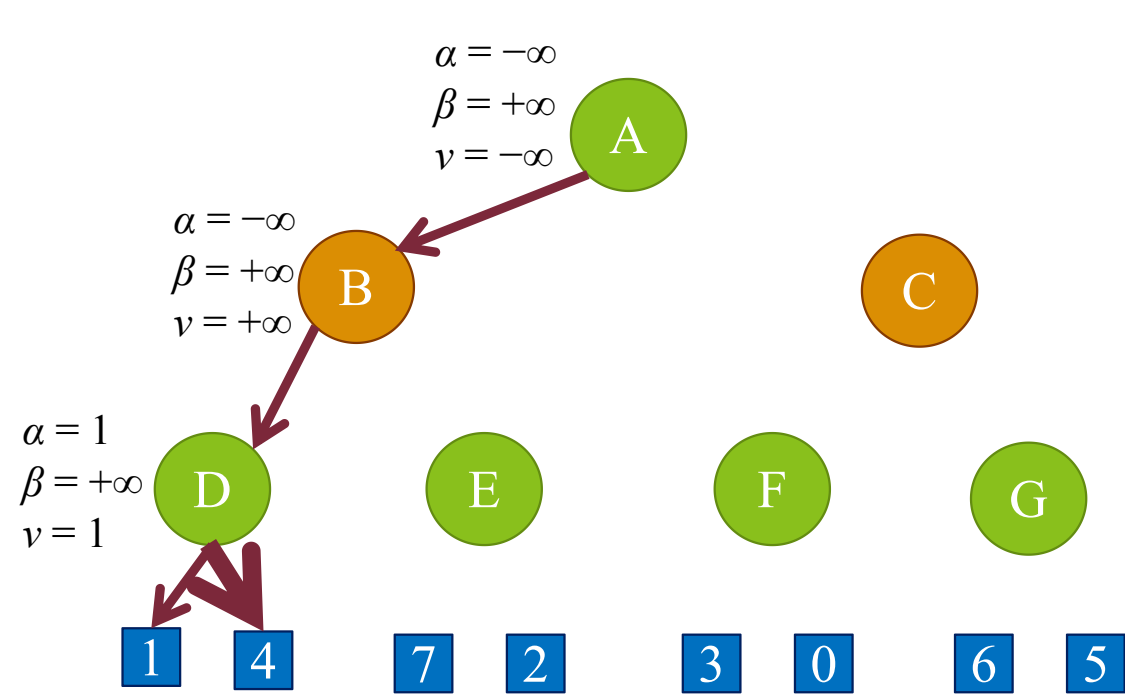 α = −∞
β = +∞
v = −∞
A
α = −∞
β = +∞
v = +∞
B
C
α = 1
β = +∞
v = 1
D
E
F
G
1
4
7
2
3
0
6
5